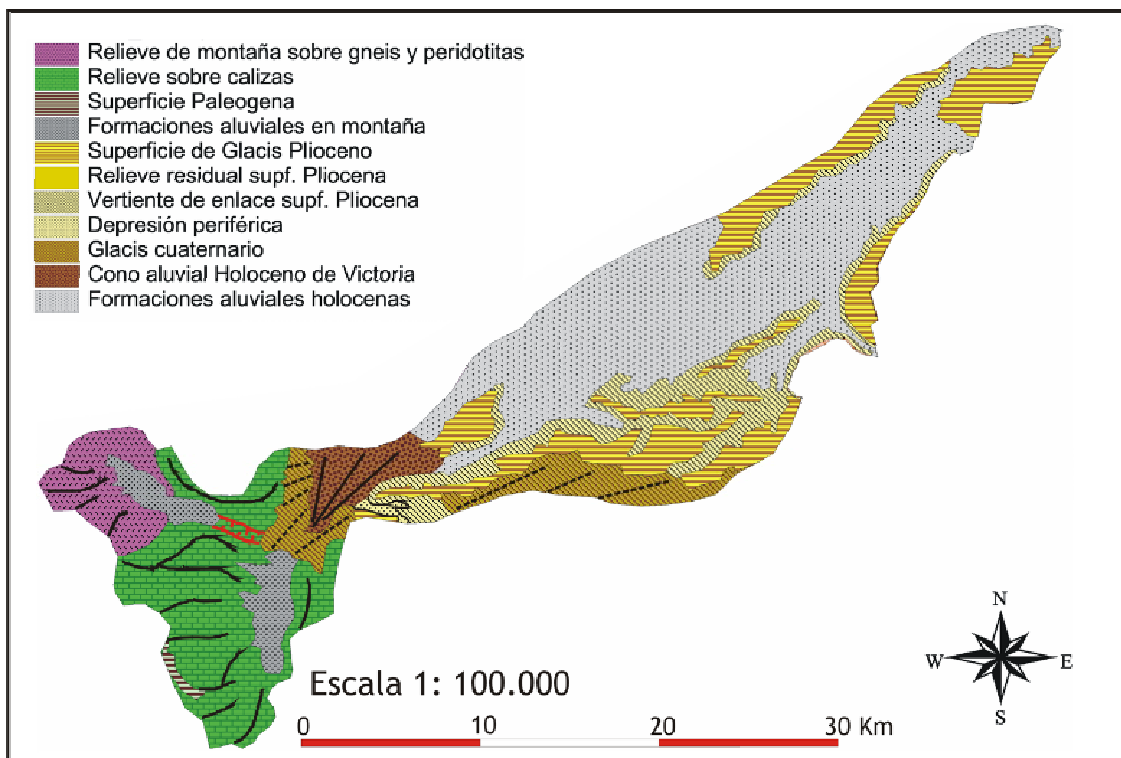 Relieve de montaña sobre gneis y peridotitas
Relieve sobre calizas
Superficie Paleogena
Formaciones aluviales en montaña
Superficie de Glacis Plioceno
Relieve residual supf. Pliocena
Vertiente de enlace supf. Pliocena
Depresión periférica
Glacis cuaternario
Cono aluvial Holoceno de Victoria
Formaciones aluviales holocenas
N
W E
S
Escala 1: 100.000
0 10 20 30 Km